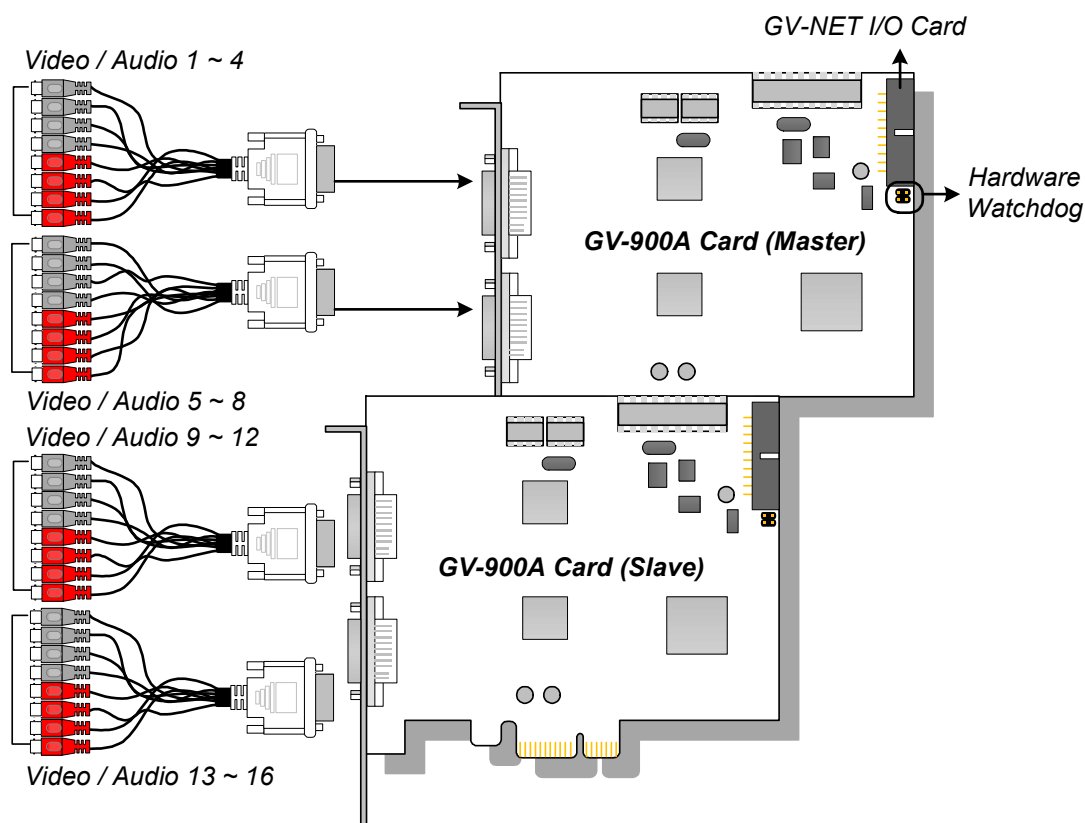 GV-NET I/O Card
Video / Audio 1 ~ 4
Hardware
Watchdog
GV-900A Card (Master)
Video / Audio 5 ~ 8
Video / Audio 9 ~ 12
GV-900A Card (Slave)
Video / Audio 13 ~ 16